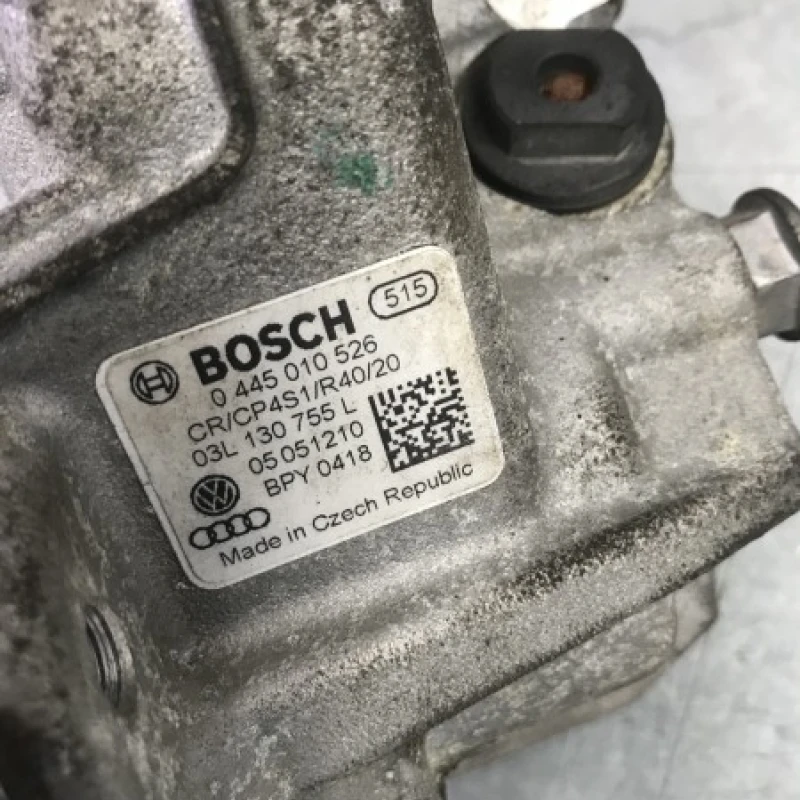 BOSCH 515
0 445 010 526
CR/CP4S1/R40/20
03L 130 755 L
05 051210
BPY 0418
Made in Czech Republic